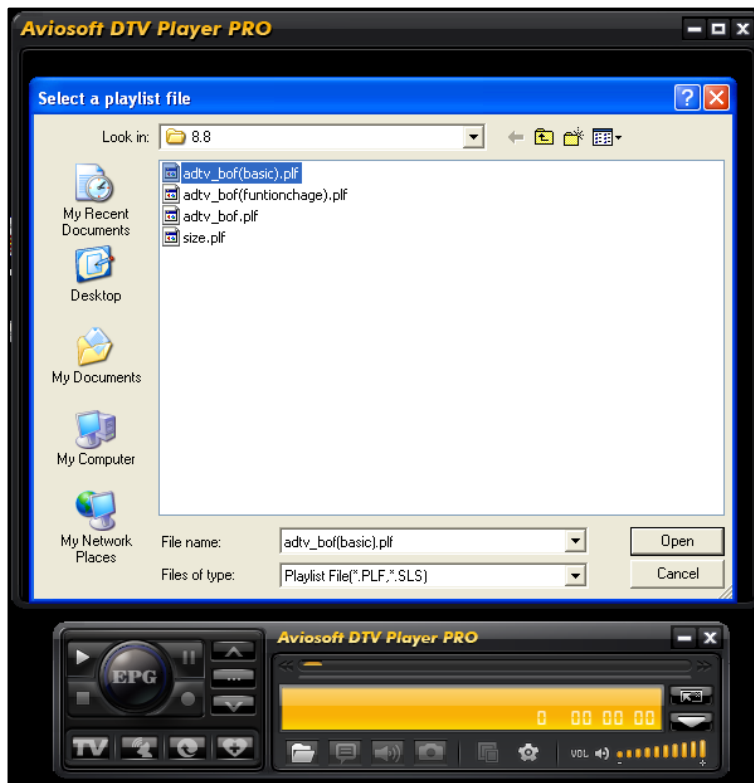 Aviosoft DTV Player PRO
Select a playlist file
Look in:
8.8
adtv_bof(basic).plf
adtv_bof(funtionchage).plf
adtv_bof.plf
size.plf
My Recent
Documents
Desktop
My Documents
My Computer
My Network
Places
File name:
adtv_bof(basic).plf
Open
Files of type:
Playlist File(*.PLF,*.SLS)
Cancel
Aviosoft DTV Player PRO
EPG
...
0 00 00 00
TV
VOL